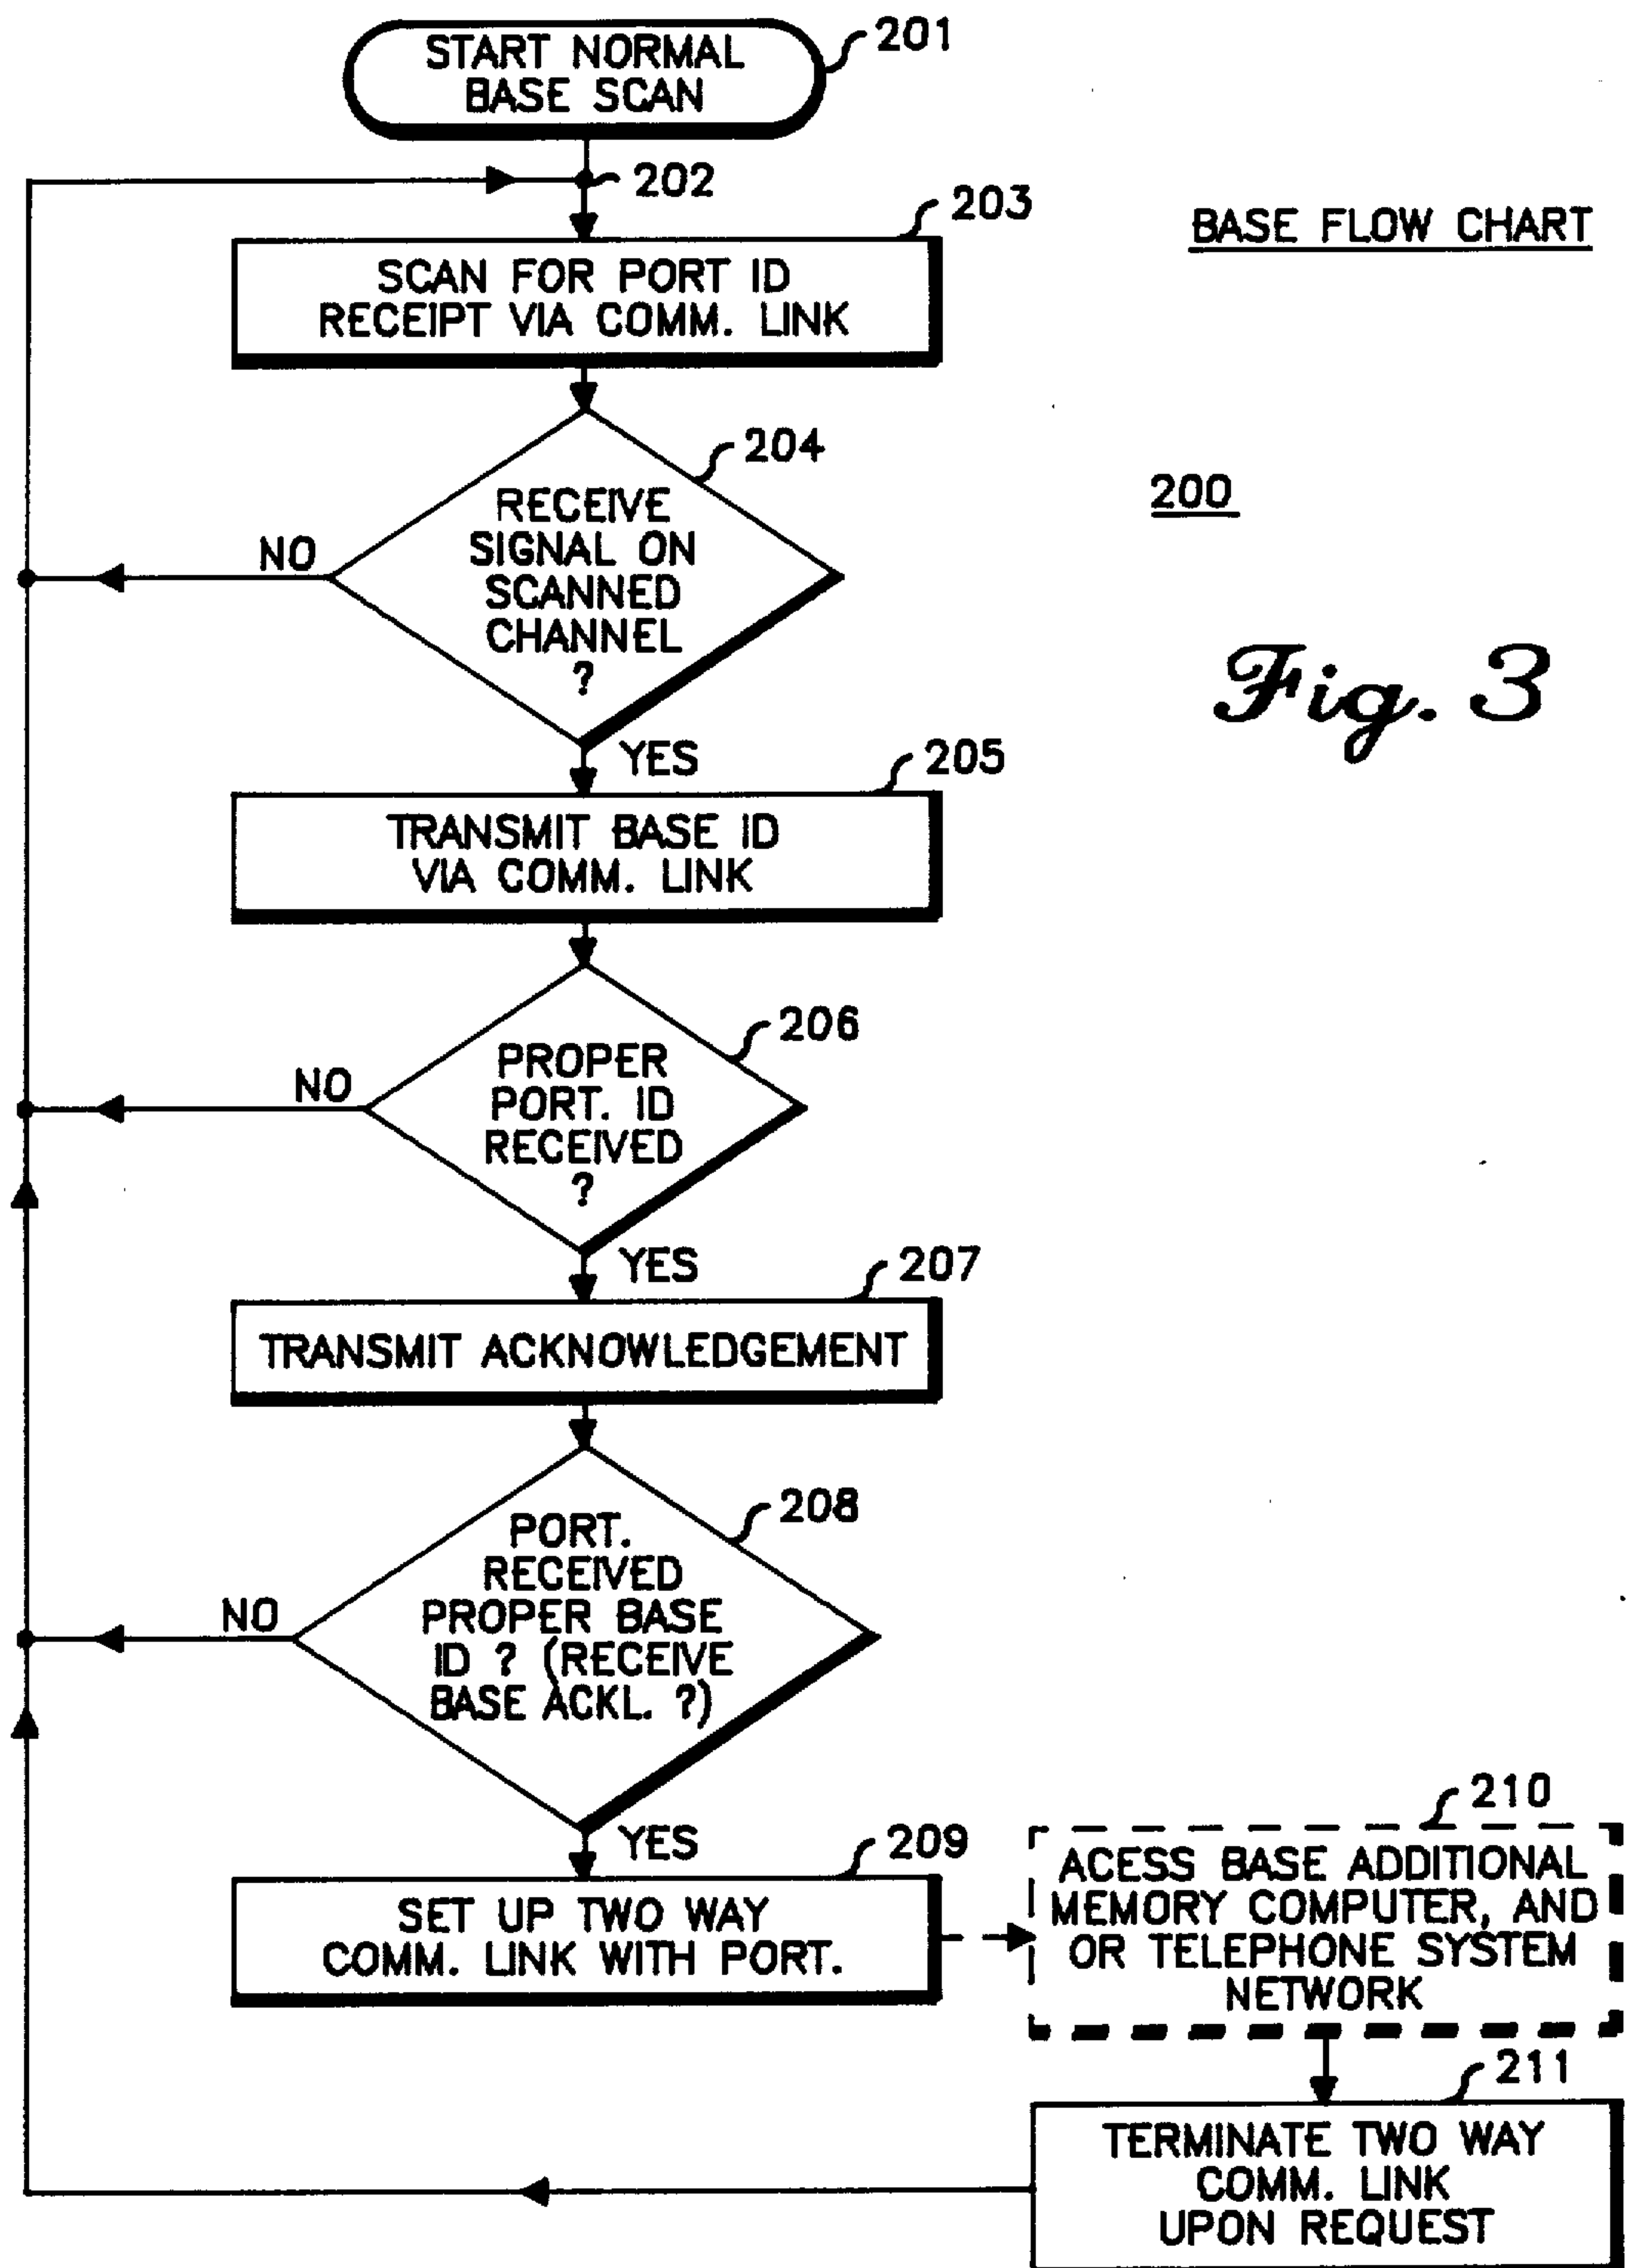 START NORMAL
BASE SCAN
201
202
203
BASE FLOW CHART
SCAN FOR PORT ID
RECEIPT VIA COMM. LINK
204
200
RECEIVE
SIGNAL ON
SCANNED
CHANNEL
?
NO
Fig. 3
YES
205
TRANSMIT BASE ID
VIA COMM. LINK
206
PROPER
PORT. ID
RECEIVED
?
NO
YES
207
TRANSMIT ACKNOWLEDGEMENT
208
PORT.
RECEIVED
PROPER BASE
ID ? (RECEIVE
BASE ACKL. ?)
NO
YES
209
SET UP TWO WAY
COMM. LINK WITH PORT.
210
ACESS BASE ADDITIONAL
MEMORY COMPUTER, AND
OR TELEPHONE SYSTEM
NETWORK
211
TERMINATE TWO WAY
COMM. LINK
UPON REQUEST